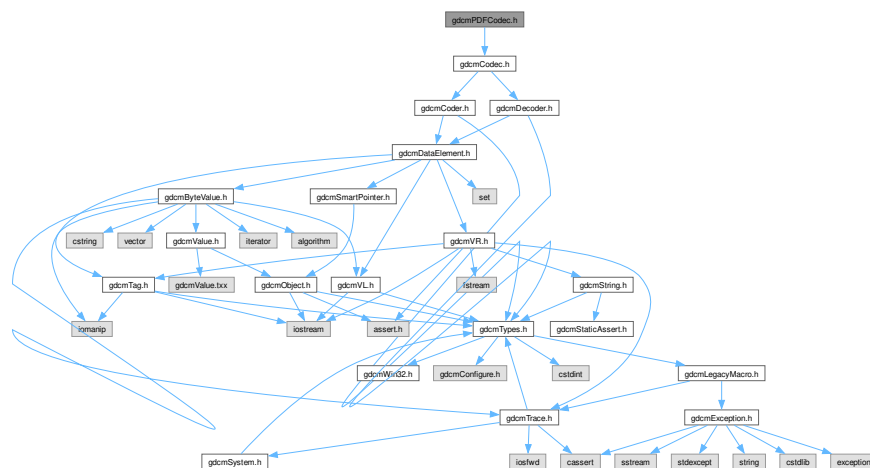 gdcmPDFCodec.h
gdcmCodec.h
gdcmCoder.h
gdcmDecoder.h
gdcmDataElement.h
gdcmByteValue.h
gdcmSmartPointer.h
set
cstring
vector
gdcmValue.h
iterator
algorithm
gdcmVR.h
gdcmTag.h
gdcmValue.txx
gdcmObject.h
gdcmVL.h
fstream
gdcmString.h
iomanip
iostream
assert.h
gdcmTypes.h
gdcmStaticAssert.h
gdcmWin32.h
gdcmConfigure.h
cstdint
gdcmLegacyMacro.h
gdcmTrace.h
gdcmException.h
gdcmSystem.h
iosfwd
cassert
sstream
stdexcept
string
cstdlib
exception